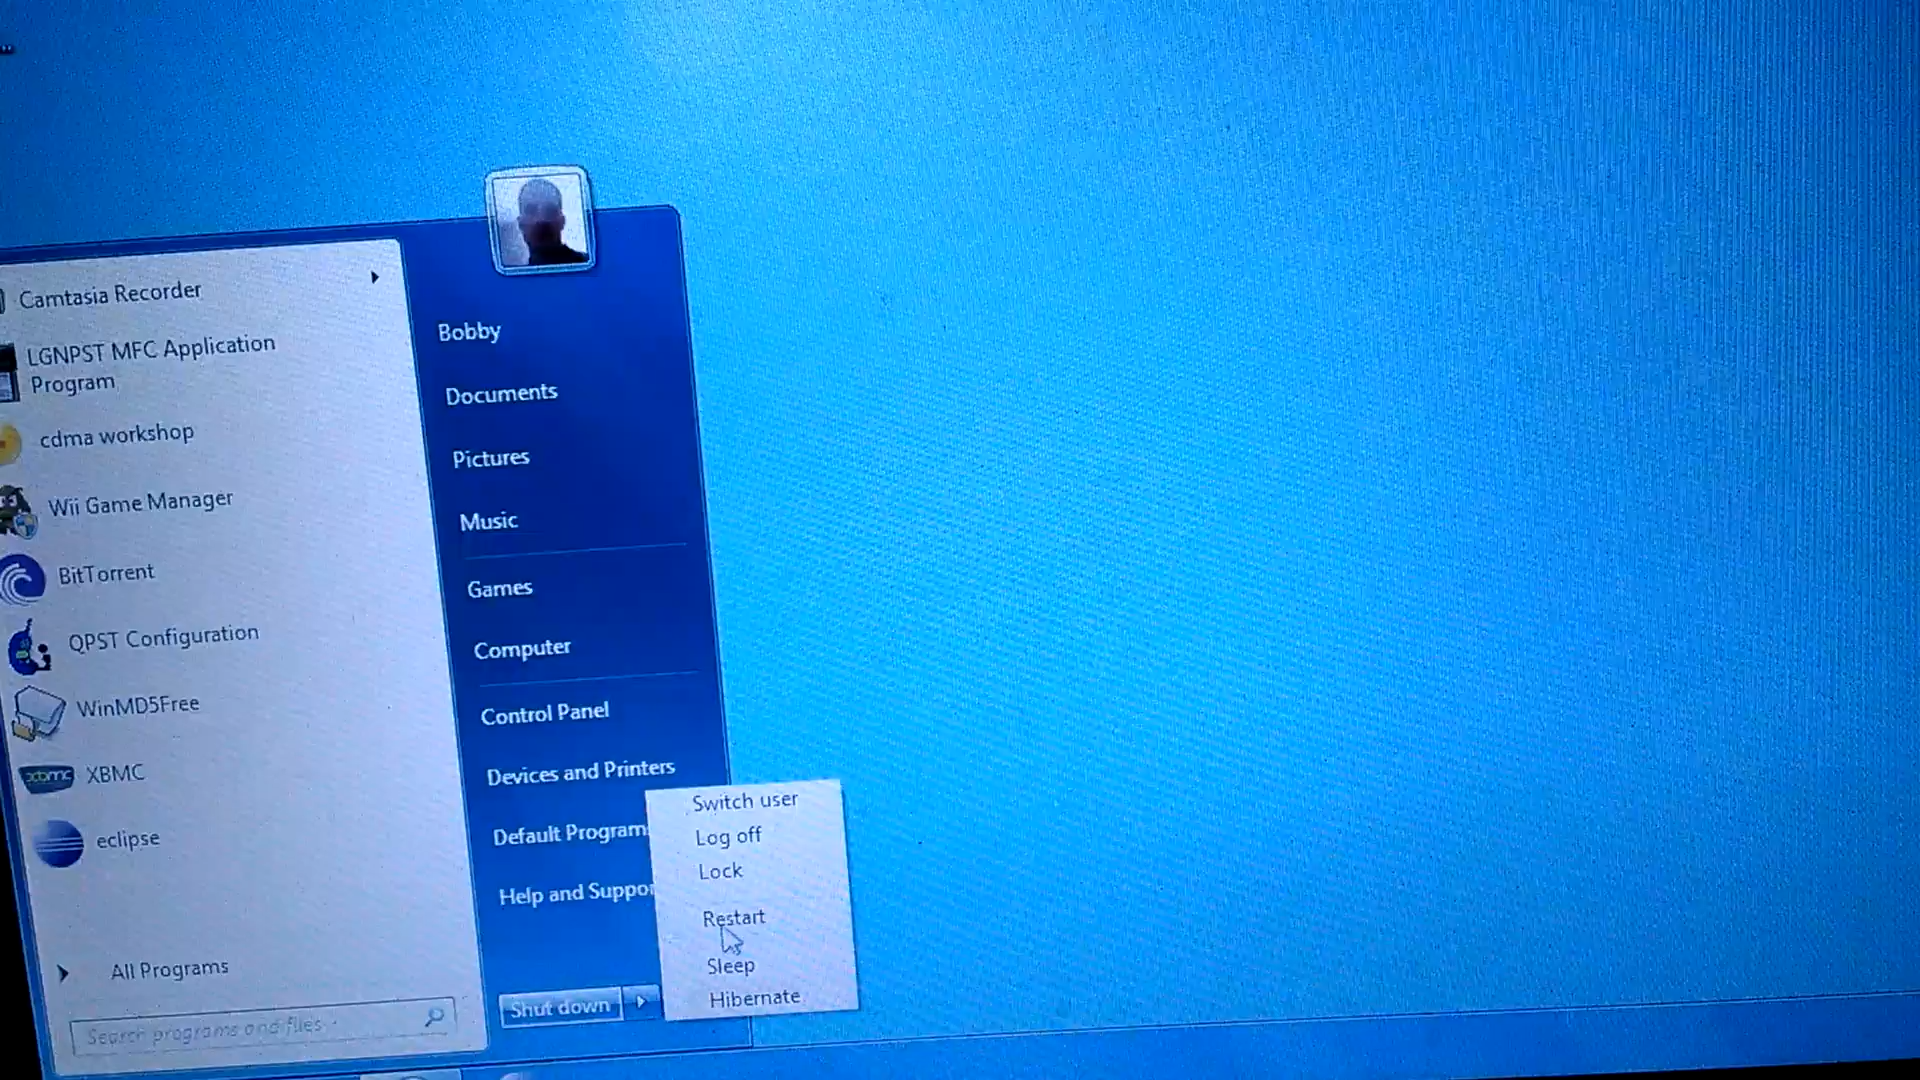 Camtasia Recorder
LGNPST MFC Application
Program
cdma workshop
Wii Game Manager
BitTorrent
QPST Configuration
WinMD5Free
xbmc XBMC
eclipse
All Programs
Search programs and files
Bobby
Documents
Pictures
Music
Games
Computer
Control Panel
Devices and Printers
Default Program
Help and Suppor
Shut down
Switch user
Log off
Lock
Restart
Sleep
Hibernate